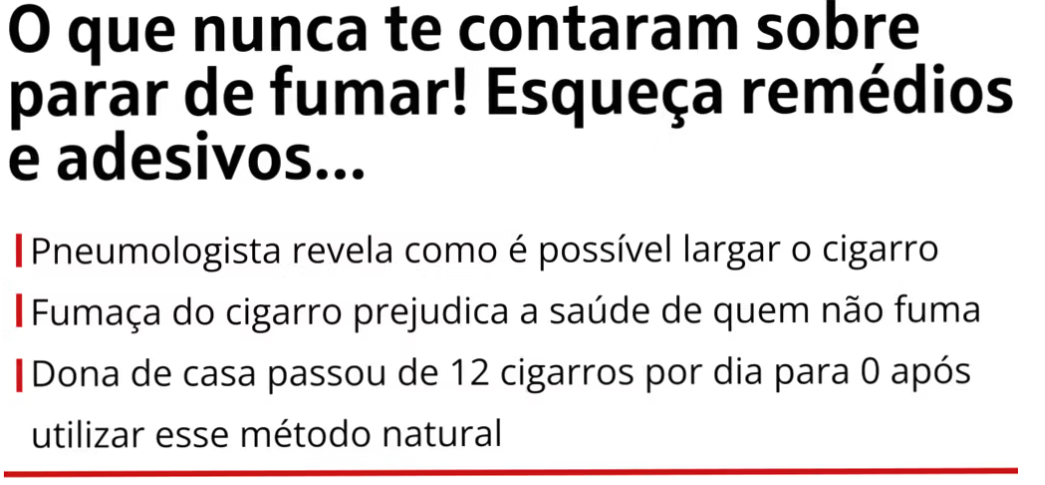 O que nunca te contaram sobre
parar de fumar! Esqueça remédios
e adesivos...
Pneumologista revela como é possível largar o cigarro
Fumaça do cigarro prejudica a saúde de quem não fuma
Dona de casa passou de 12 cigarros por dia para 0 após
utilizar esse método natural